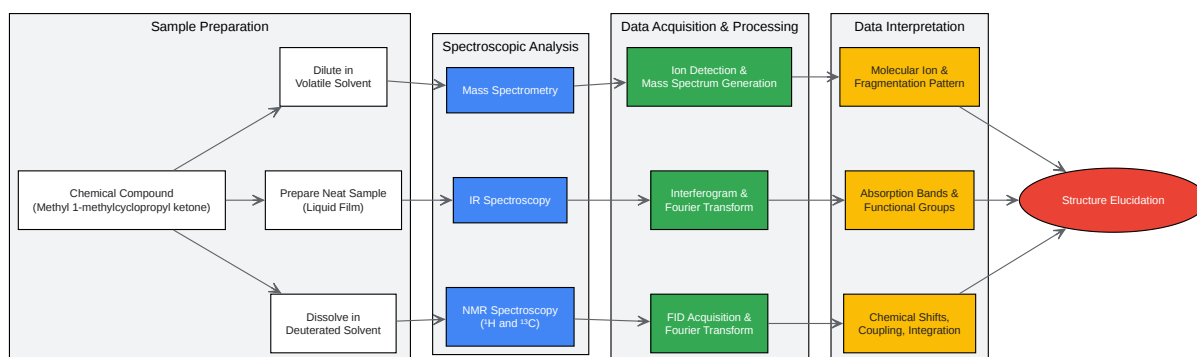 Sample Preparation
Spectroscopic Analysis
Data Acquisition & Processing
Data Interpretation
Dilute in
Volatile Solvent
Mass Spectrometry
Ion Detection &
Mass Spectrum Generation
Molecular Ion &
Fragmentation Pattern
Chemical Compound
(Methyl 1-methylcyclopropyl ketone)
Prepare Neat Sample
(Liquid Film)
IR Spectroscopy
Interferogram &
Fourier Transform
Absorption Bands &
Functional Groups
Structure Elucidation
Dissolve in
Deuterated Solvent
NMR Spectroscopy
(¹H and ¹³C)
FID Acquisition &
Fourier Transform
Chemical Shifts,
Coupling, Integration